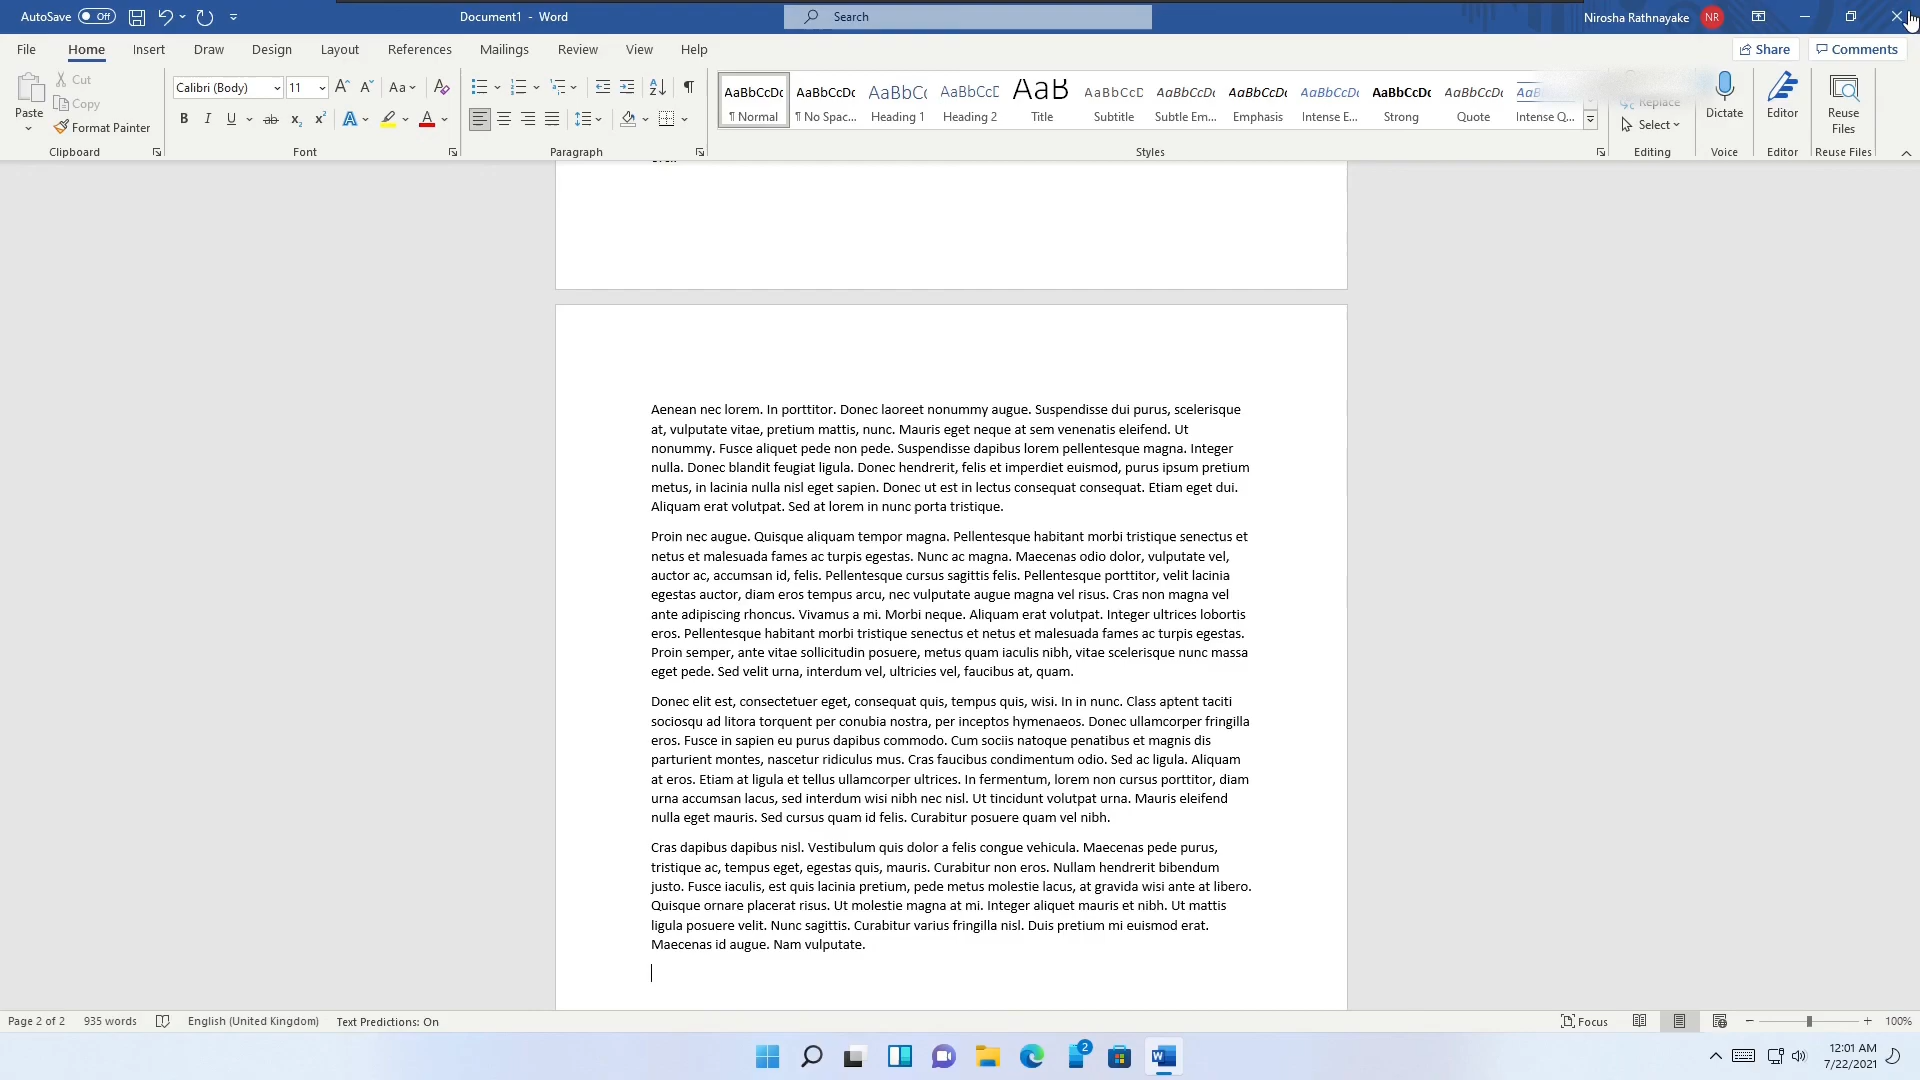 AutoSave Off
Document1 - Word
Search
Nirosha Rathnayake NR
File Home Insert Draw Design Layout References Mailings Review View Help
Share Comments
Paste
Cut
Copy
Format Painter
Clipboard
Calibri (Body) 11
Font
Paragraph
AaBbCcDc AaBbCcDc AaBbCc AaBbCcD AaB AaBbCcD AaBbCcDc AaBbCcDc AaBbCcDc AaBbCcDc AaBbCcDc
¶ Normal ¶ No Spac... Heading 1 Heading 2 Title Subtitle Subtle Em... Emphasis Intense E... Strong Quote Intense Q...
Styles
Replace
Select
Editing
Dictate
Voice
Editor
Editor
Reuse
Files
Reuse Files
Aenean nec lorem. In porttitor. Donec laoreet nonummy augue. Suspendisse dui purus, scelerisque
at, vulputate vitae, pretium mattis, nunc. Mauris eget neque at sem venenatis eleifend. Ut
nonummy. Fusce aliquet pede non pede. Suspendisse dapibus lorem pellentesque magna. Integer
nulla. Donec blandit feugiat ligula. Donec hendrerit, felis et imperdiet euismod, purus ipsum pretium
metus, in lacinia nulla nisl eget sapien. Donec ut est in lectus consequat consequat. Etiam eget dui.
Aliquam erat volutpat. Sed at lorem in nunc porta tristique.
Proin nec augue. Quisque aliquam tempor magna. Pellentesque habitant morbi tristique senectus et
netus et malesuada fames ac turpis egestas. Nunc ac magna. Maecenas odio dolor, vulputate vel,
auctor ac, accumsan id, felis. Pellentesque cursus sagittis felis. Pellentesque porttitor, velit lacinia
egestas auctor, diam eros tempus arcu, nec vulputate augue magna vel risus. Cras non magna vel
ante adipiscing rhoncus. Vivamus a mi. Morbi neque. Aliquam erat volutpat. Integer ultrices lobortis
eros. Pellentesque habitant morbi tristique senectus et netus et malesuada fames ac turpis egestas.
Proin semper, ante vitae sollicitudin posuere, metus quam iaculis nibh, vitae scelerisque nunc massa
eget pede. Sed velit urna, interdum vel, ultricies vel, faucibus at, quam.
Donec elit est, consectetuer eget, consequat quis, tempus quis, wisi. In in nunc. Class aptent taciti
sociosqu ad litora torquent per conubia nostra, per inceptos hymenaeos. Donec ullamcorper fringilla
eros. Fusce in sapien eu purus dapibus commodo. Cum sociis natoque penatibus et magnis dis
parturient montes, nascetur ridiculus mus. Cras faucibus condimentum odio. Sed ac ligula. Aliquam
at eros. Etiam at ligula et tellus ullamcorper ultrices. In fermentum, lorem non cursus porttitor, diam
urna accumsan lacus, sed interdum wisi nibh nec nisl. Ut tincidunt volutpat urna. Mauris eleifend
nulla eget mauris. Sed cursus quam id felis. Curabitur posuere quam vel nibh.
Cras dapibus dapibus nisl. Vestibulum quis dolor a felis congue vehicula. Maecenas pede purus,
tristique ac, tempus eget, egestas quis, mauris. Curabitur non eros. Nullam hendrerit bibendum
justo. Fusce iaculis, est quis lacinia pretium, pede metus molestie lacus, at gravida wisi ante at libero.
Quisque ornare placerat risus. Ut molestie magna at mi. Integer aliquet mauris et nibh. Ut mattis
ligula posuere velit. Nunc sagittis. Curabitur varius fringilla nisl. Duis pretium mi euismod erat.
Maecenas id augue. Nam vulputate.
Page 2 of 2 935 words English (United Kingdom) Text Predictions: On
Focus 100%
2
12:01 AM
7/22/2021